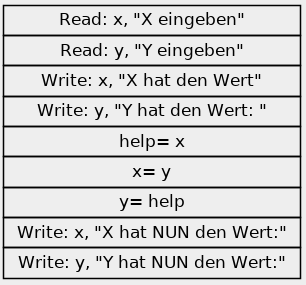 Read: x, "X eingeben"
Read: y, "Y eingeben"
Write: x, "X hat den Wert"
Write: y, "Y hat den Wert: "
help= x
x= y
y= help
Write: x, "X hat NUN den Wert:"
Write: y, "Y hat NUN den Wert:"